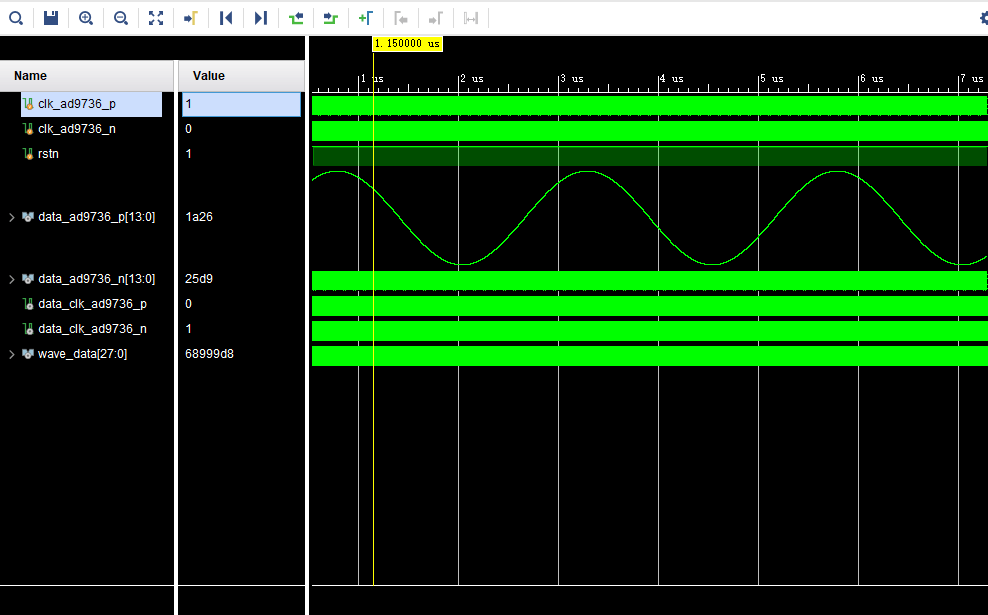 1.150000 us
Name Value
1 us 2 us 3 us 4 us 5 us 6 us 7 us
clk_ad9736_p 1
clk_ad9736_n 0
rstn 1
data_ad9736_p[13:0] 1a26
data_ad9736_n[13:0] 25d9
data_clk_ad9736_p 0
data_clk_ad9736_n 1
wave_data[27:0] 68999d8